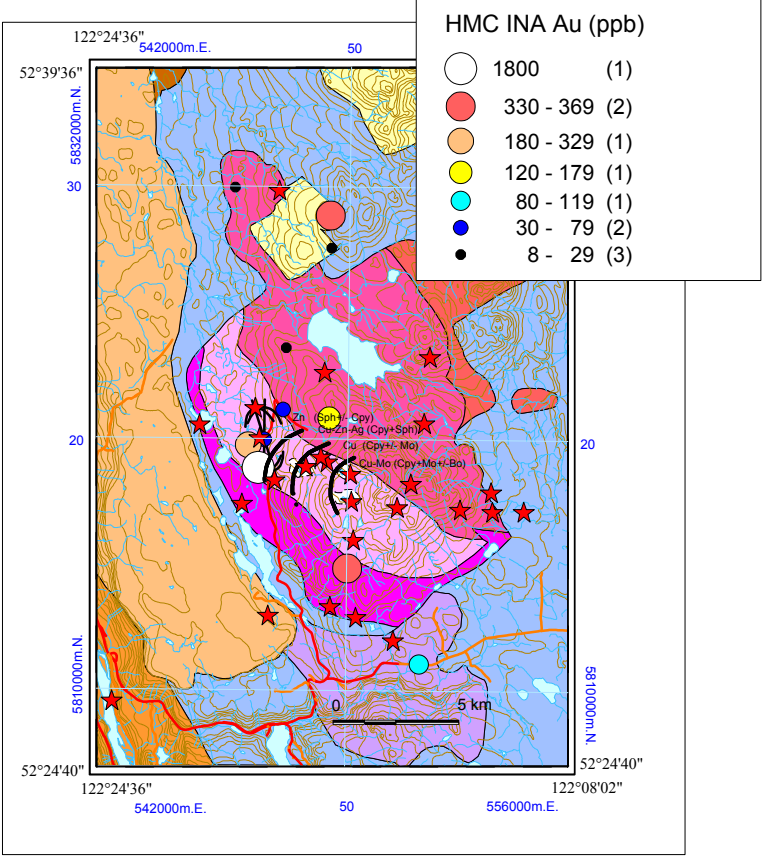 HMC INA Au (ppb)
1800 (1)
330 - 369 (2)
180 - 329 (1)
120 - 179 (1)
80 - 119 (1)
30 - 79 (2)
8 - 29 (3)
122°24'36"
542000m.E. 50
52°39'36"
5832000m.N.
30
Zn (Sph+/- Cpy)
Cu-Zn-Ag (Cpy+Sph)
20
20
Cu (Cpy+/- Mo)
Cu-Mo (Cpy+Mo+/-Bo)
5810000m.N.
5810000m.N.
0 5 km
52°24'40"
52°24'40"
122°24'36"
122°08'02"
542000m.E. 50 556000m.E.